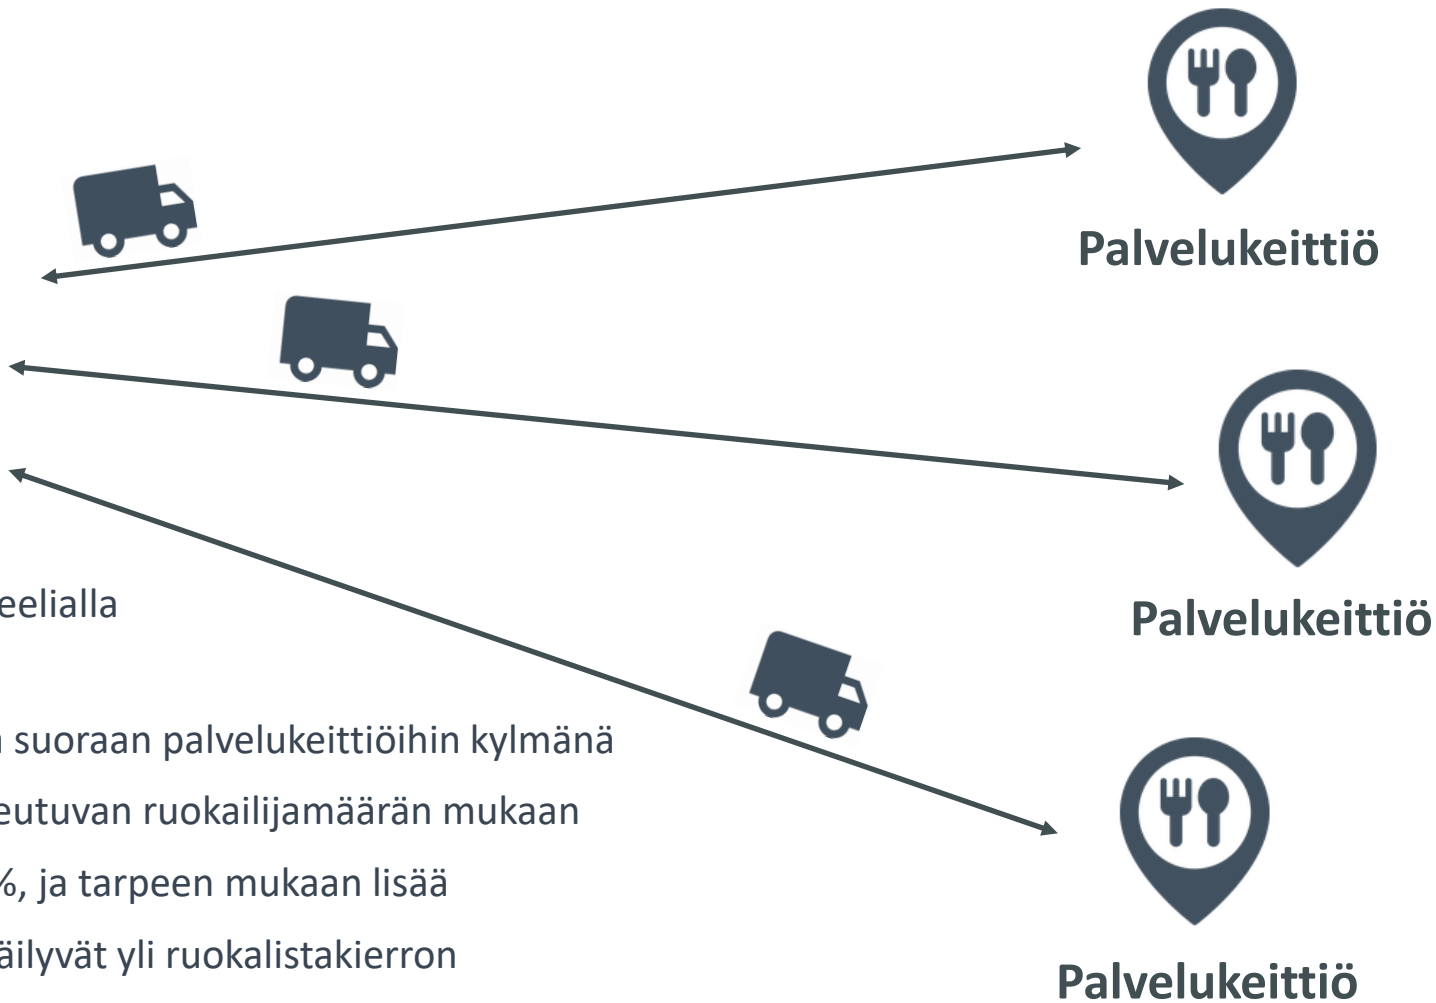 Palvelukeittiö
Palvelukeittiö
eelialla
suoraan palvelukeittiöihin kylmänä
eutuvan ruokailijamäärän mukaan
%, ja tarpeen mukaan lisää
äilyvät yli ruokalistakierron
Palvelukeittiö